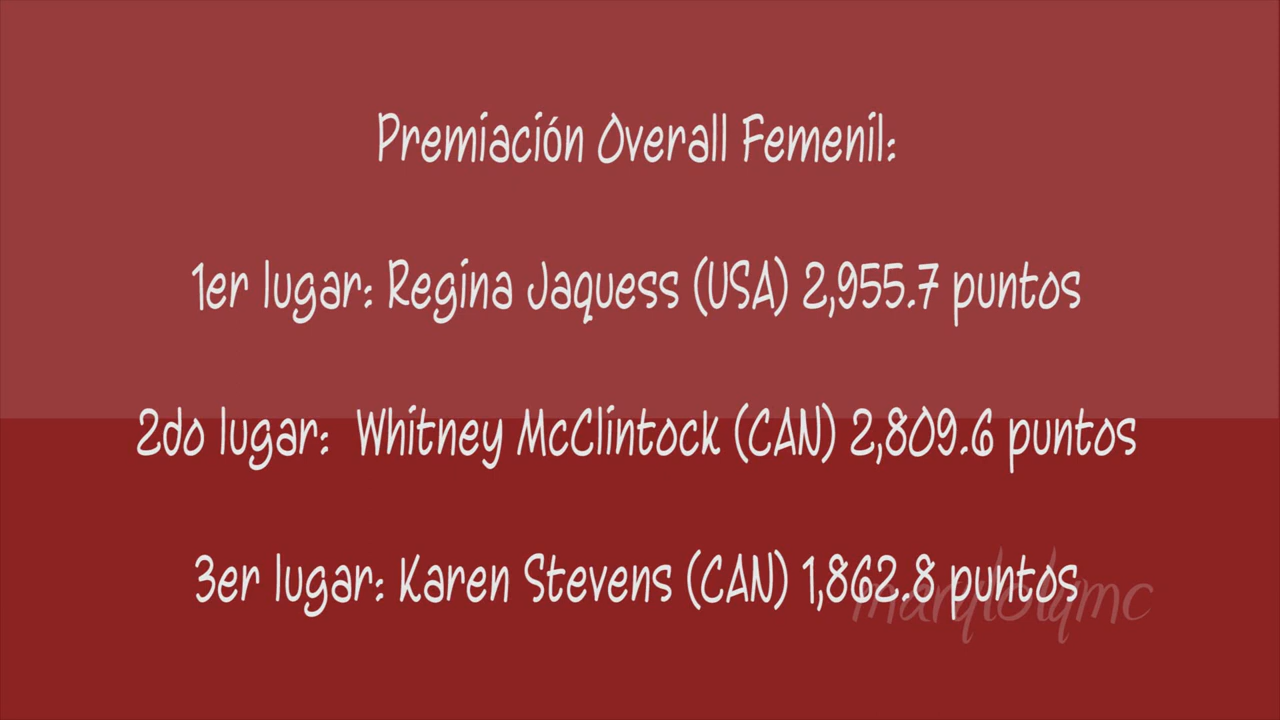 Premiación Overall Femenil:
1er lugar: Regina Jaquess (USA) 2,955.7 puntos
2do lugar: Whitney McClintock (CAN) 2,809.6 puntos
3er lugar: Karen Stevens (CAN) 1,862.8 puntos